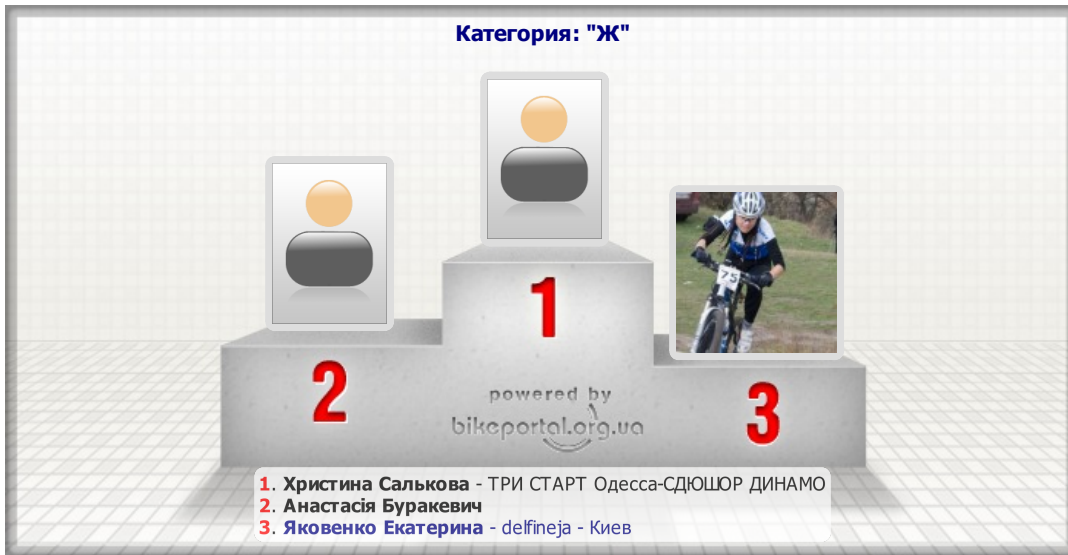 Категория: "Ж"
1
2
3
75
powered by
bikeportal.org.ua
1. Христина Салькова - ТРИ СТАРТ Одесса-СДЮШОР ДИНАМО
2. Анастасія Буракевич
3. Яковенко Екатерина - delfineja - Киев